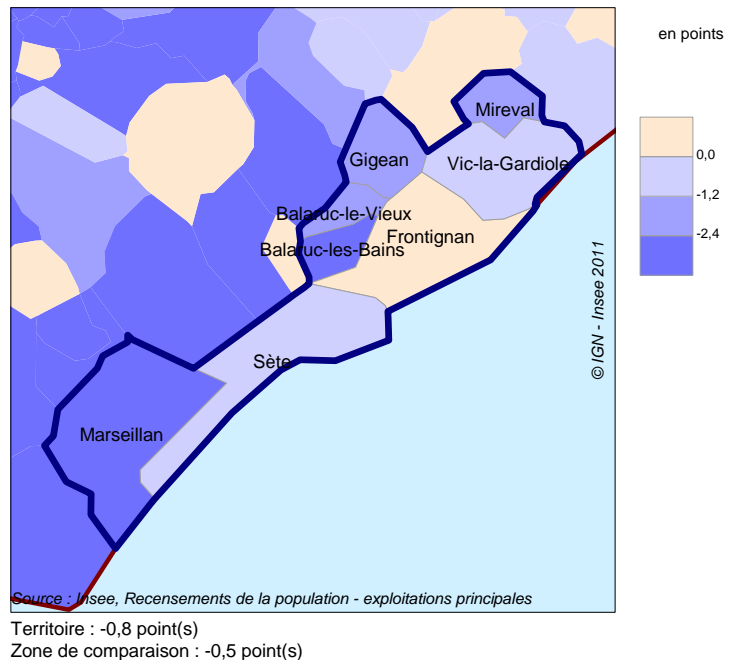 en points
0,0
-1,2
-2,4
Mireval
Gigean
Vic-la-Gardiole
Balaruc-le-Vieux
Frontignan
Balaruc-les-Bains
Sète
Marseillan
© IGN - Insee 2011
Source : Insee, Recensements de la population - exploitations principales
Territoire : -0,8 point(s)
Zone de comparaison : -0,5 point(s)